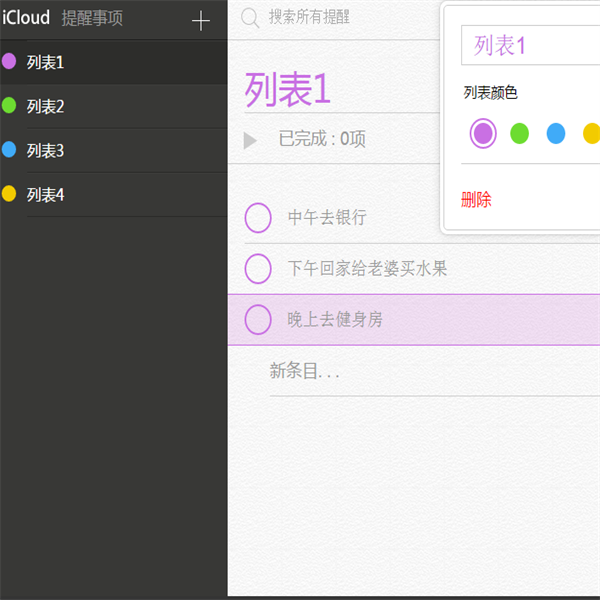 iCloud 提醒事项
列表1
列表2
列表3
列表4
搜索所有提醒
列表1
已完成 : 0项
中午去银行
下午回家给老婆买水果
晚上去健身房
新条目...
列表1
列表颜色
删除